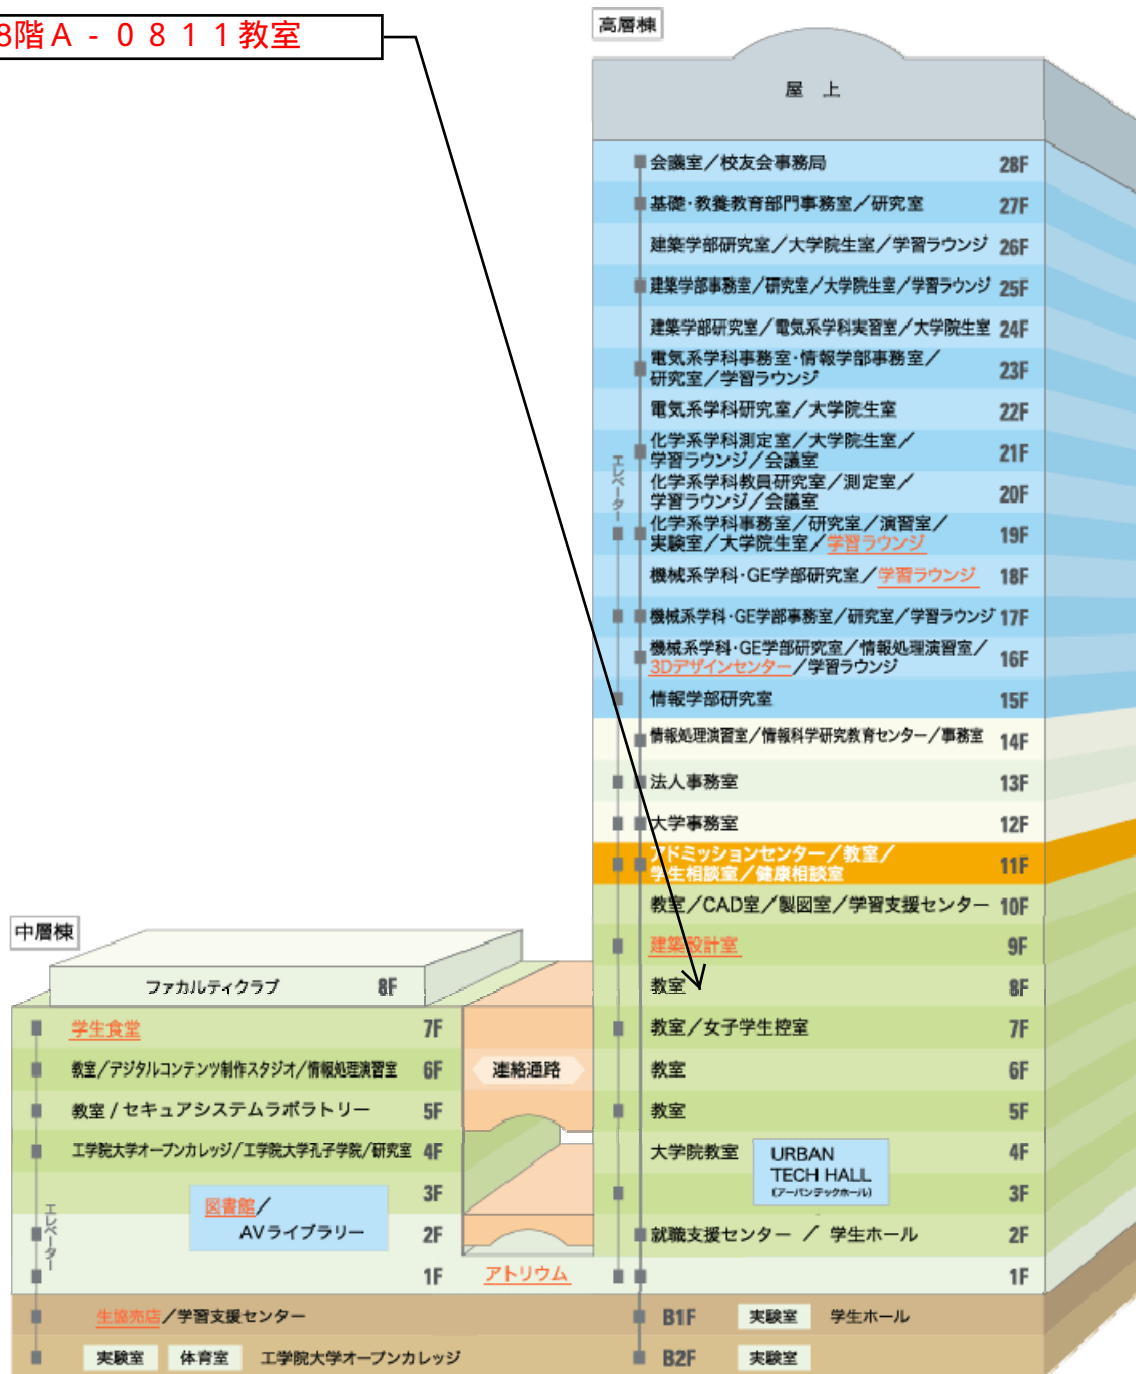 8階A-0811教室
高層棟
屋 上
会議室／校友会事務局 28F
基礎・教養教育部門事務室／研究室 27F
建築学部研究室／大学院生室／学習ラウンジ 26F
建築学部事務室／研究室／大学院生室／学習ラウンジ 25F
建築学部研究室／電気系学科実習室／大学院生室 24F
電気系学科事務室・情報学部事務室／
研究室／学習ラウンジ 23F
電気系学科研究室／大学院生室 22F
化学系学科測定室／大学院生室／
学習ラウンジ／会議室 21F
化学系学科教員研究室／測定室／
学習ラウンジ／会議室 20F
化学系学科事務室／研究室／演習室／
実験室／大学院生室／学習ラウンジ 19F
機械系学科・GE学部研究室／学習ラウンジ 18F
機械系学科・GE学部事務室／研究室／学習ラウンジ 17F
機械系学科・GE学部研究室／情報処理演習室／
3Dデザインセンター／学習ラウンジ 16F
情報学部研究室 15F
情報処理演習室／情報科学研究教育センター／事務室 14F
法人事務室 13F
大学事務室 12F
アドミッションセンター／教室／
学生相談室／健康相談室 11F
教室／CAD室／製図室／学習支援センター 10F
建築設計室 9F
教室 8F
教室／女子学生控室 7F
教室 6F
教室 5F
大学院教室 4F
URBAN
TECH HALL
(アーバンテックホール)
3F
就職支援センター ／ 学生ホール 2F
1F
B1F 実験室 学生ホール
B2F 実験室
エレベーター
中層棟
ファカルティクラブ 8F
学生食堂 7F
教室／デジタルコンテンツ制作スタジオ／情報処理演習室 6F
教室 / セキュアシステムラボラトリー 5F
工学院大学オープンカレッジ／工学院大学孔子学院／研究室 4F
3F
図書館／
AVライブラリー 2F
1F
生協売店／学習支援センター
実験室 体育室 工学院大学オープンカレッジ
エレベーター
連絡通路
アトリウム